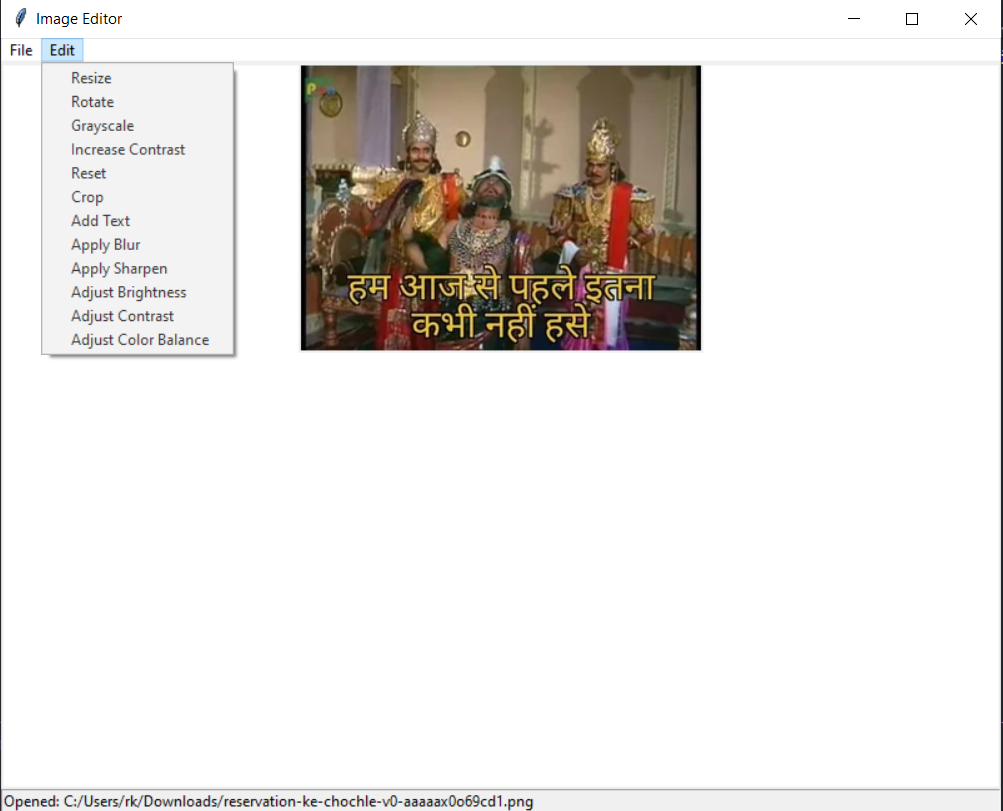 Image Editor
File Edit
Resize
Rotate
Grayscale
Increase Contrast
Reset
Crop
Add Text
Apply Blur
Apply Sharpen
Adjust Brightness
Adjust Contrast
Adjust Color Balance
हम आज से पहले इतना
कभी नहीं हसे
Opened: C:/Users/rk/Downloads/reservation-ke-chochle-v0-aaaaax0o69cd1.png